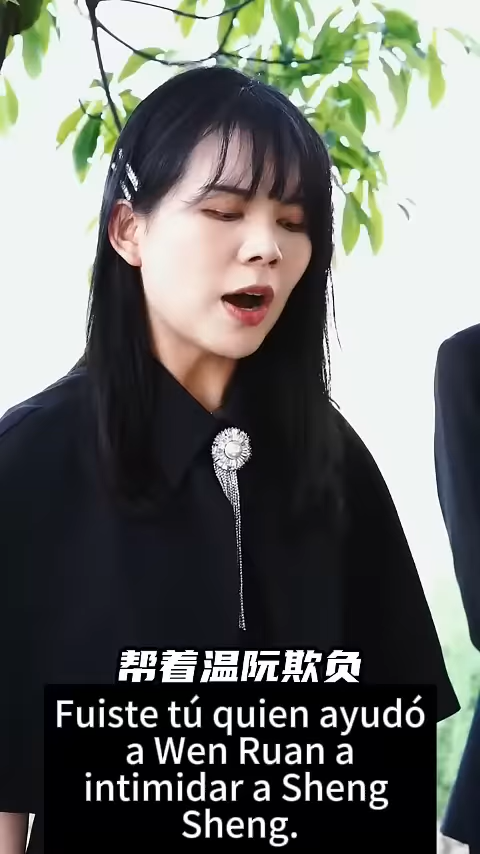 帮着温阮欺负
Fuiste tú quien ayudó
a Wen Ruan a
intimidar a Sheng
Sheng.